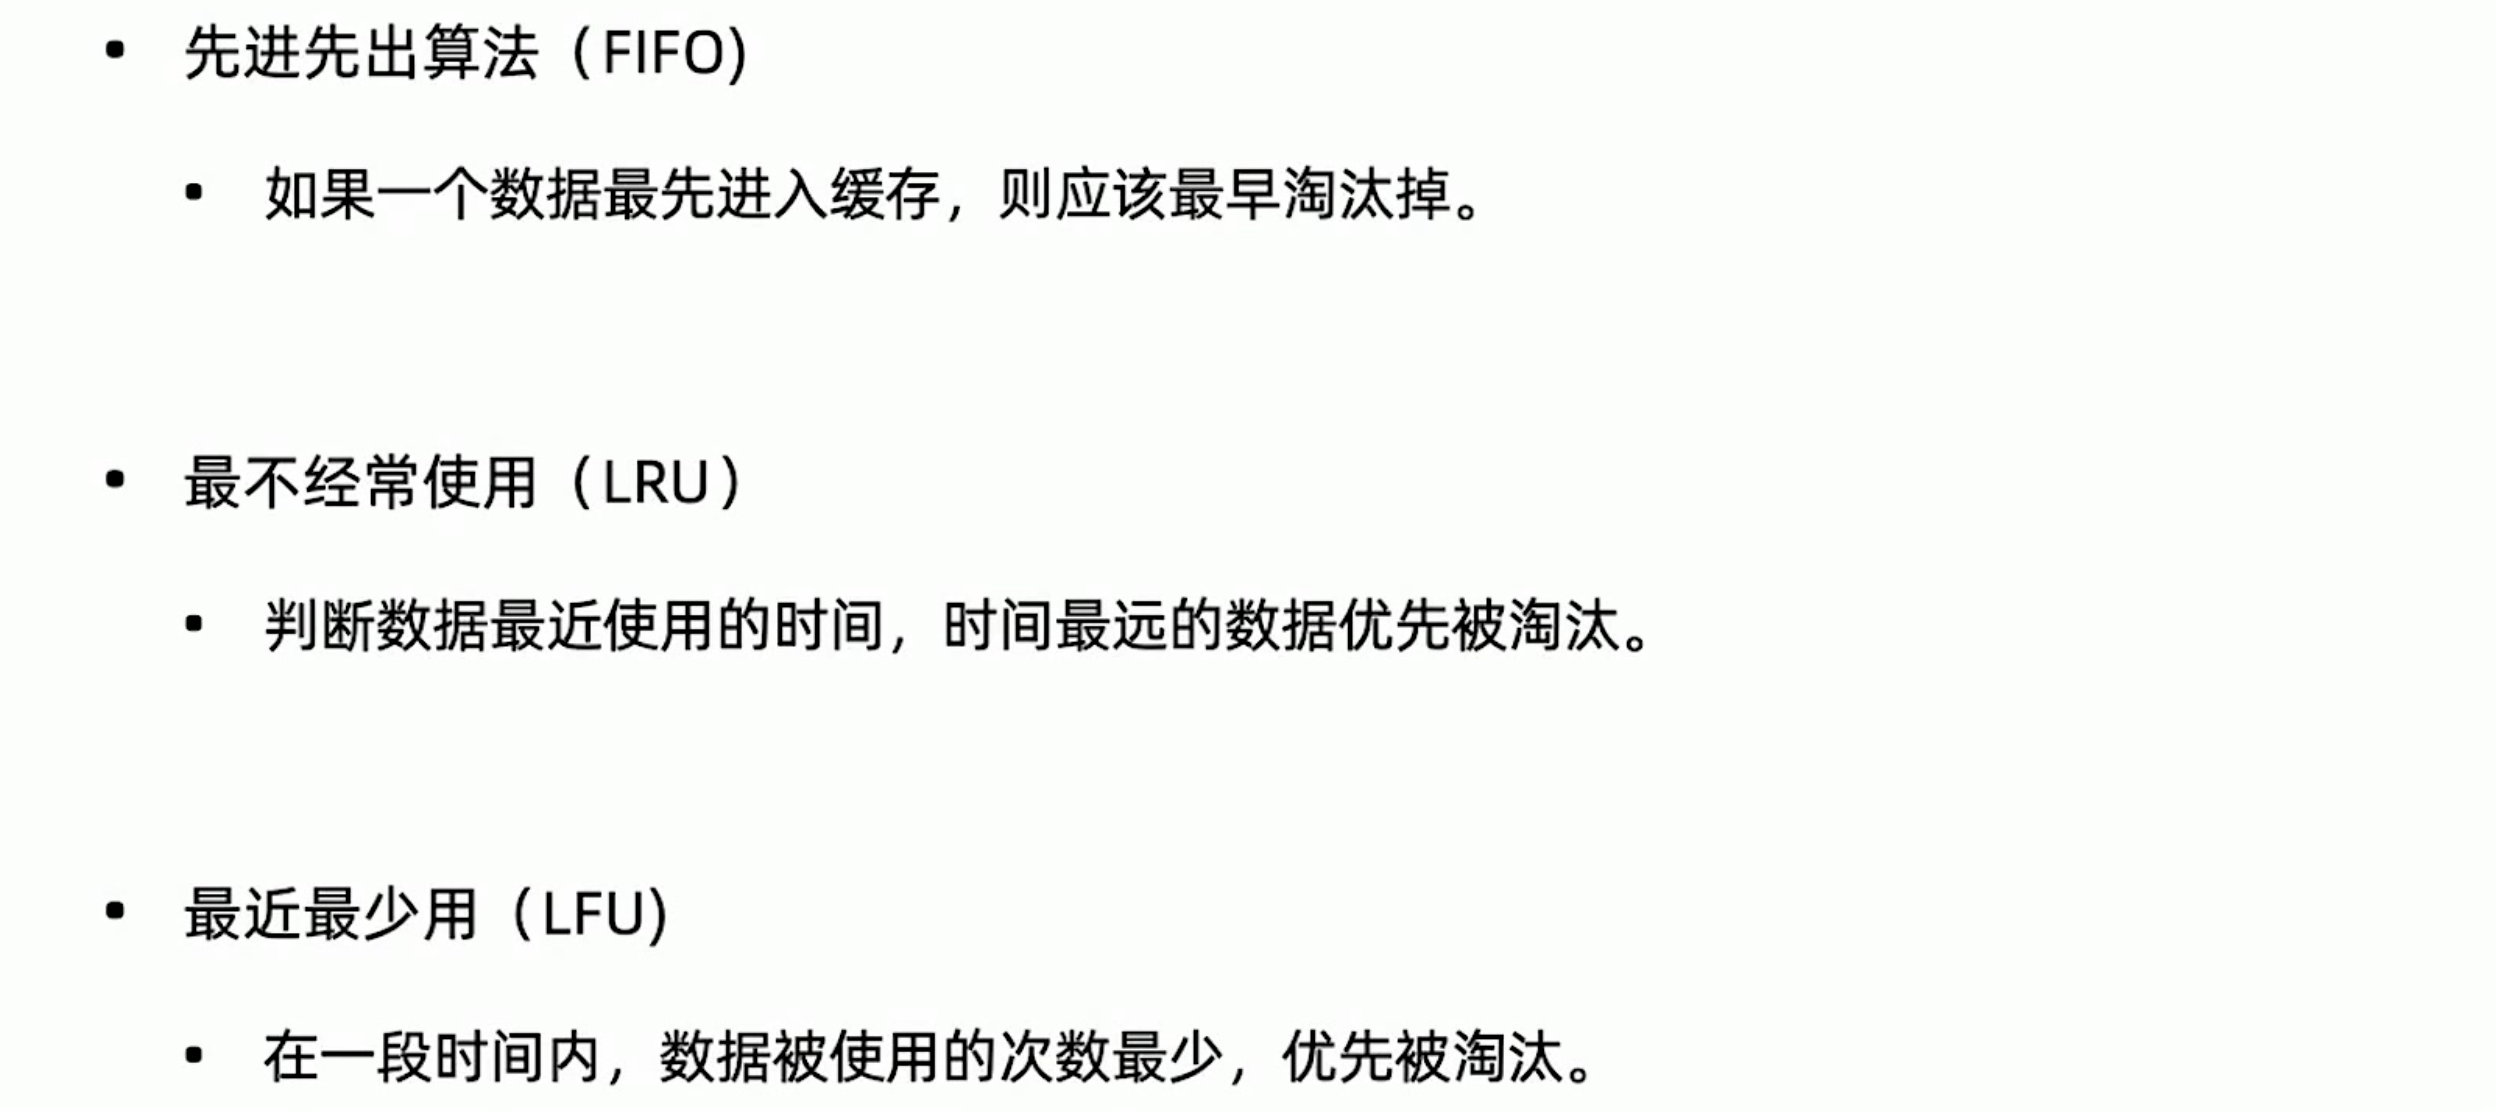 先进先出算法（FIFO)
如果一个数据最先进入缓存，则应该最早淘汰掉。
最不经常使用（LRU）
判断数据最近使用的时间，时间最远的数据优先被淘汰。
最近最少用（LFU)
在一段时间内，数据被使用的次数最少，优先被淘汰。